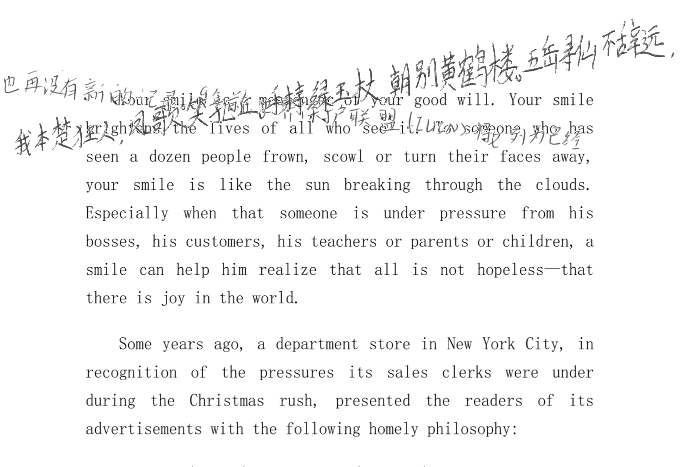 也再没有新的记录。 联盟(IUCN) 已经
我本楚狂人,凤歌笑孔丘手持绿玉杖 朝别黄鹤楼。五岳寻仙不辞远,
Your smile of your good will. Your smile
brightens the lives of all who see it. someone who has
seen a dozen people frown, scowl or turn their faces away,
your smile is like the sun breaking through the clouds.
Especially when that someone is under pressure from his
bosses, his customers, his teachers or parents or children, a
smile can help him realize that all is not hopeless—that
there is joy in the world.
Some years ago, a department store in New York City, in
recognition of the pressures its sales clerks were under
during the Christmas rush, presented the readers of its
advertisements with the following homely philosophy: